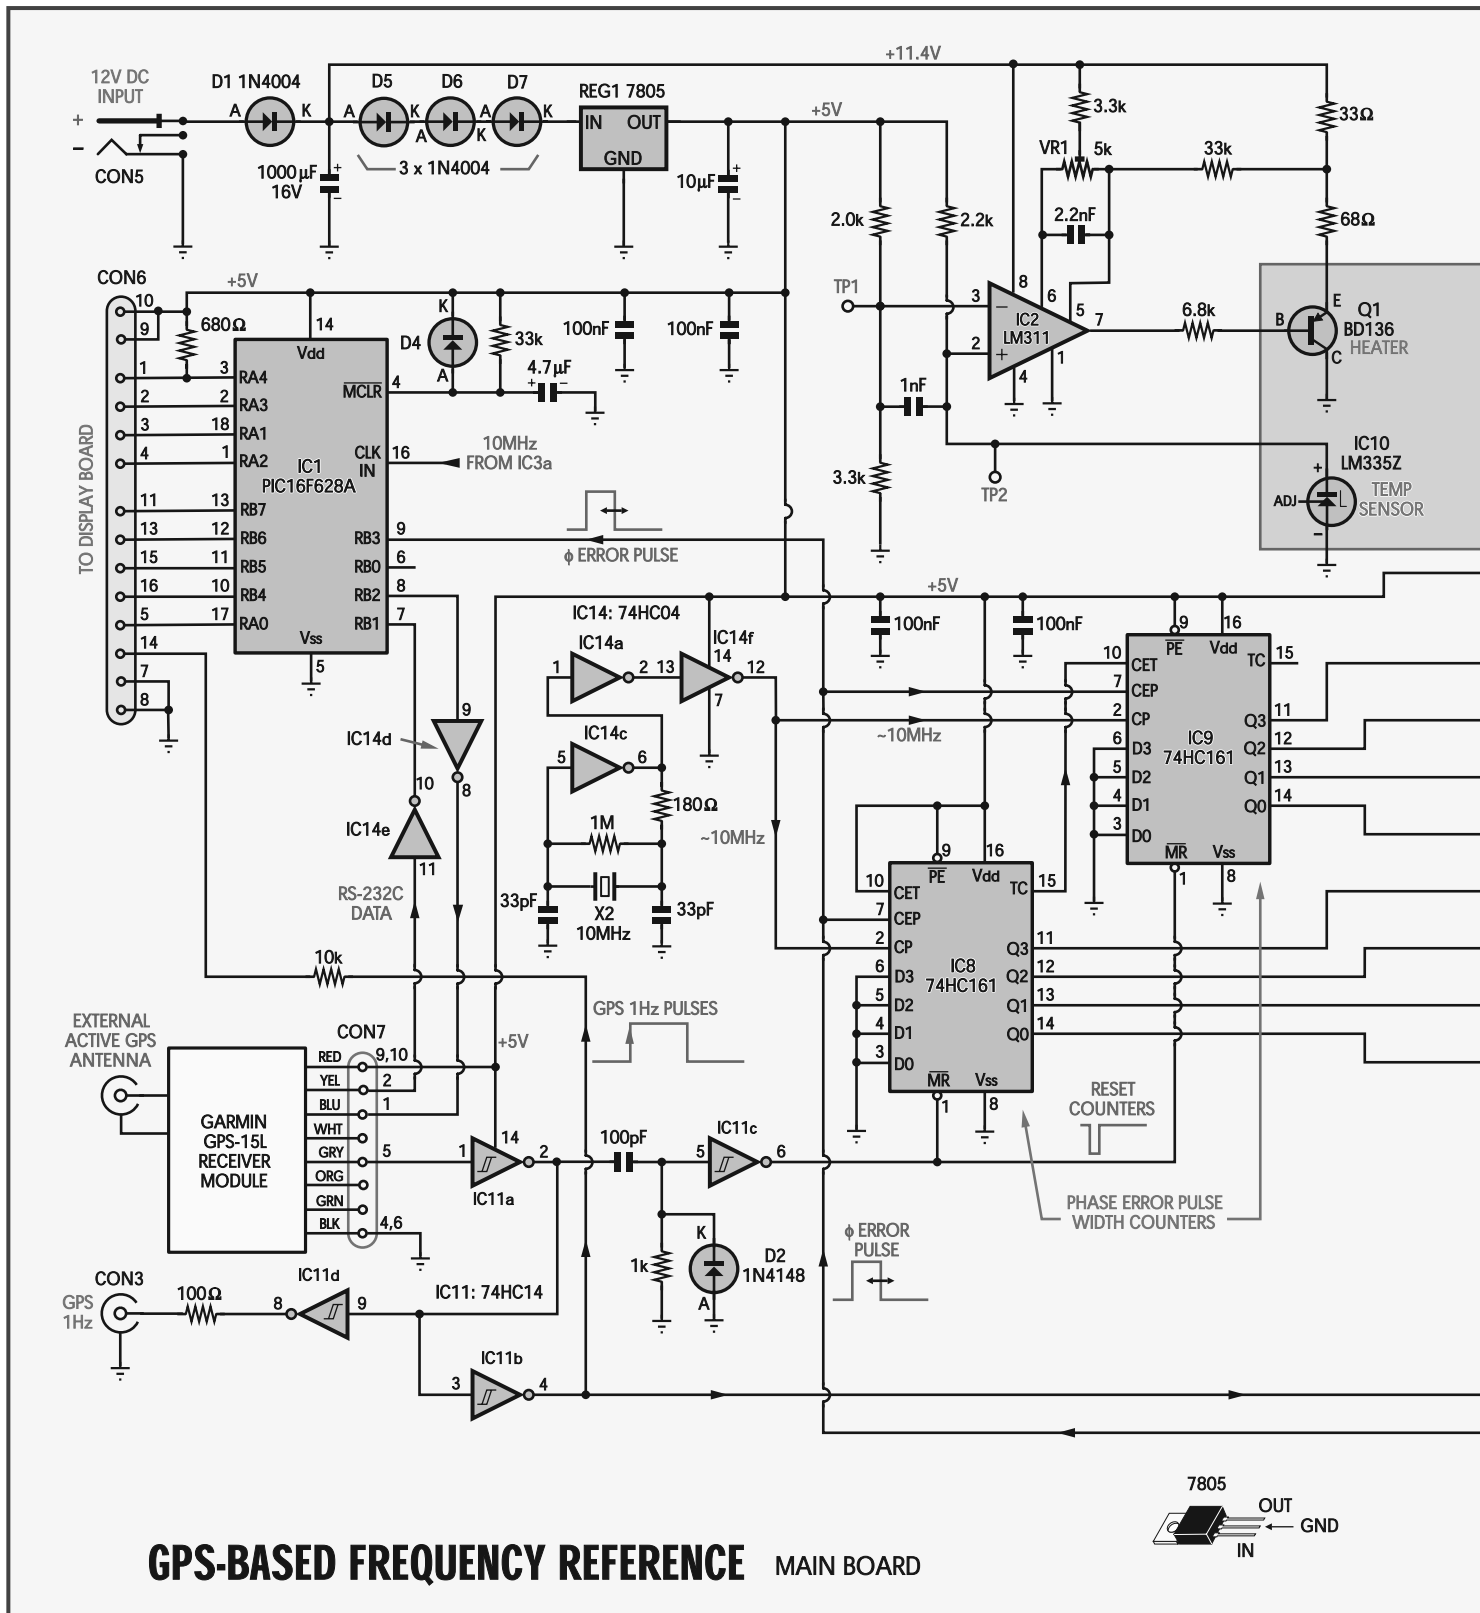 +11.4V
12V DC
INPUT
D1 1N4004
D5
D6
D7
REG1 7805
+
–
CON5
A
K
A
K
A
K
A
K
3 x 1N4004
IN
OUT
GND
1000µF
16V
+
–
10µF
+
–
+5V
3.3k
33Ω
VR1
5k
33k
2.0k
2.2k
2.2nF
68Ω
CON6
+5V
10
9
1
2
3
4
11
13
15
16
5
14
7
8
TO DISPLAY BOARD
680Ω
14
Vdd
3
RA4
2
RA3
18
RA1
1
RA2
13
RB7
12
RB6
11
RB5
10
RB4
17
RA0
IC1
PIC16F628A
MCLR
4
CLK
IN
16
RB3
9
RB0
6
RB2
8
RB1
7
Vss
5
K
D4
A
33k
4.7µF
+
–
100nF
100nF
10MHz
FROM IC3a
ϕ ERROR PULSE
TP1
3
–
8
6
5
IC2
LM311
7
2
+
4
1
1nF
3.3k
TP2
6.8k
B
E
C
Q1
BD136
HEATER
IC10
LM335Z
+
ADJ
–
TEMP
SENSOR
+5V
IC14: 74HC04
IC14a
1
2
13
IC14f
14
12
7
IC14c
5
6
180Ω
1M
33pF
X2
10MHz
33pF
~10MHz
~10MHz
100nF
100nF
IC14d
9
8
10
IC14e
11
RS-232C
DATA
10k
9
16
PE
Vdd
10
CET
TC
15
7
CEP
2
CP
Q3
11
6
D3
Q2
12
5
D2
Q1
13
4
D1
Q0
14
3
D0
IC9
74HC161
MR
Vss
1
8
9
16
PE
Vdd
10
CET
TC
15
7
CEP
2
CP
Q3
11
6
D3
Q2
12
5
D2
Q1
13
4
D1
Q0
14
3
D0
IC8
74HC161
MR
Vss
1
8
EXTERNAL
ACTIVE GPS
ANTENNA
GARMIN
GPS-15L
RECEIVER
MODULE
CON7
RED
9,10
YEL
2
BLU
1
WHT
GRY
5
ORG
GRN
BLK
4,6
+5V
GPS 1Hz PULSES
1
14
2
IC11a
100pF
IC11c
5
6
RESET
COUNTERS
PHASE ERROR PULSE
WIDTH COUNTERS
1k
K
A
D2
1N4148
ϕ ERROR
PULSE
CON3
GPS
1Hz
100Ω
8
IC11d
9
IC11: 74HC14
IC11b
3
4
7805
OUT
GND
IN
GPS-BASED FREQUENCY REFERENCE MAIN BOARD